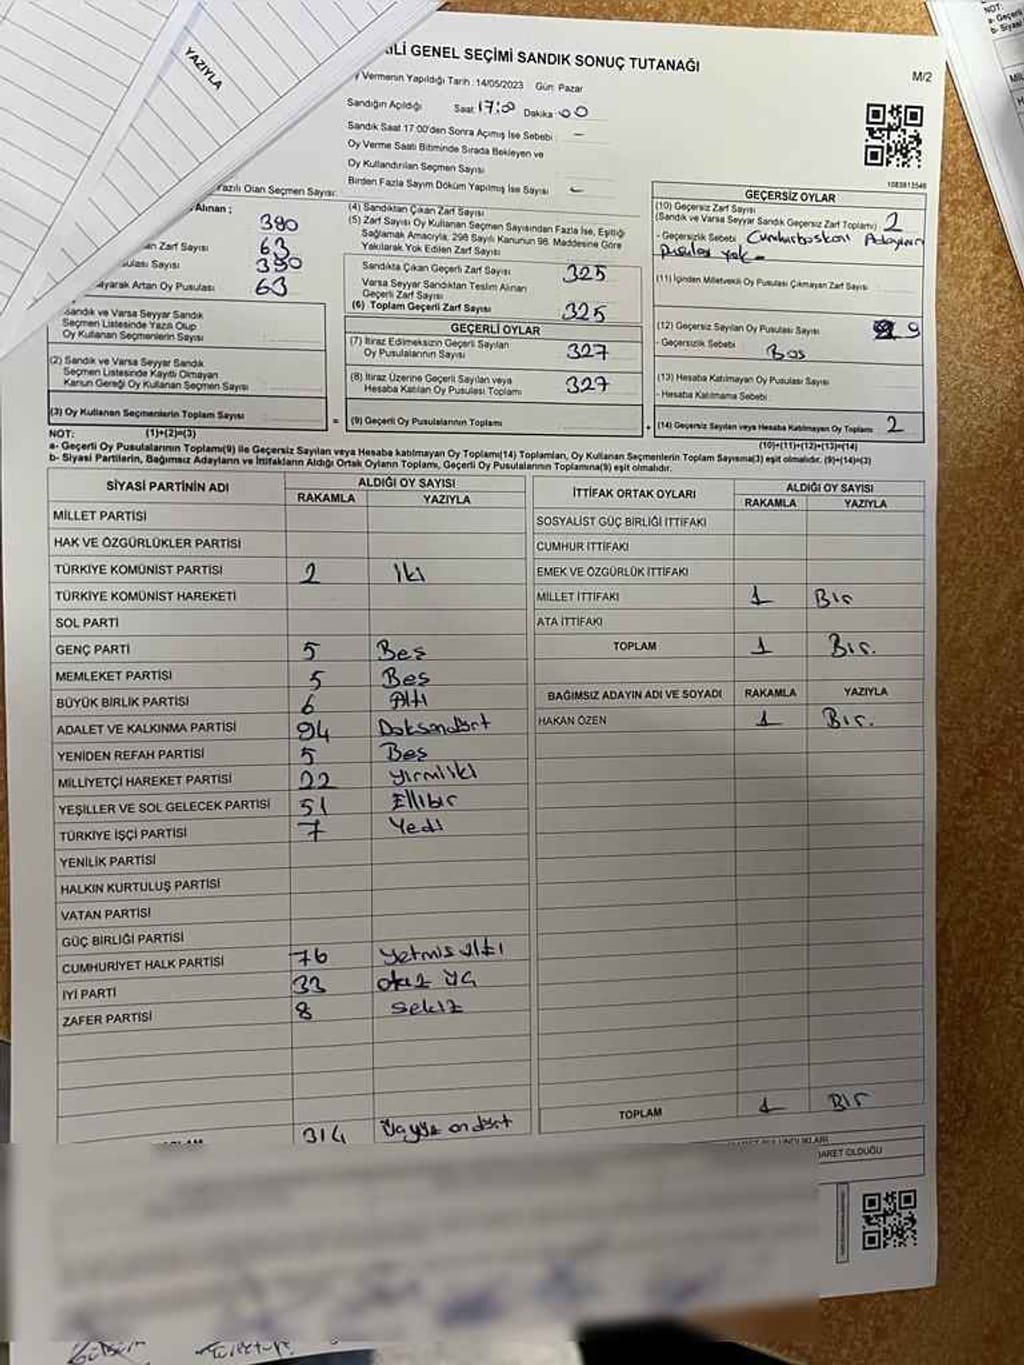 YAZIYLA
NOT:
İLİ GENEL SEÇİMİ SANDIK SONUÇ TUTANAĞI
M/2
Vermenin Yapıldığı Tarih : 14/05/2023 Gün: Pazar
Sandığın Açıldığı Saat: 17:00 Dakika: 00
Sandık Saat 17:00'den Sonra Açımış İse Sebebi : -
Oy Verme Saati Bitiminde Sırada Bekleyen ve
Oy Kullandırılan Seçmen Sayısı
Birden Fazla Sayım Döküm Yapılmış İse Sayısı -
1083813546
Yazılı Olan Seçmen Sayısı:
Alınan ; 390
an Zarf Sayısı 63
ulası Sayısı 390
ayarak Artan Oy Pusulası 63
(4) Sandıktan Çıkan Zarf Sayısı
(5) Zarf Sayısı Oy Kullanan Seçmen Sayısından Fazla İse, Eşitliği
Sağlamak Amacıyla, 298 Sayılı Kanunun 98. Maddesine Göre
Yakılarak Yok Edilen Zarf Sayısı
Sandıkta Çıkan Geçerli Zarf Sayısı 325
Varsa Seyyar Sandıktan Teslim Alınan
Geçerli Zarf Sayısı
(6) Toplam Geçerli Zarf Sayısı 325
GEÇERSİZ OYLAR
(10) Geçersiz Zarf Sayısı
(Sandık ve Varsa Seyyar Sandık Geçersiz Zarf Toplamı) 2
- Geçersizlik Sebebi Cumhurbaşkanı Adayının
pusulası yok -
(11) İçinden Milletvekili Oy Pusulası Çıkmayan Zarf Sayısı
(12) Geçersiz Sayılan Oy Pusulası Sayısı 9
- Geçersizlik Sebebi Bos
(13) Hesaba Katılmayan Oy Pusulası Sayısı
- Hesaba Katılmama Sebebi
(14) Geçersiz Sayılan veya Hesaba Katılmayan Oy Toplamı 2
(10)+(11)+(12)+(13)=(14)
Sandık ve Varsa Seyyar Sandık
Seçmen Listesinde Yazılı Olup
Oy Kullanan Seçmenlerin Sayısı
(2) Sandık ve Varsa Seyyar Sandık
Seçmen Listesinde Kayıtlı Olmayan
Kanun Gereği Oy Kullanan Seçmen Sayısı
(3) Oy Kullanan Seçmenlerin Toplam Sayısı
(1)+(2)=(3)
GEÇERLİ OYLAR
(7) İtiraz Edilmeksizin Geçerli Sayılan
Oy Pusulalarının Sayısı 327
(8) İtiraz Üzerine Geçerli Sayılan veya
Hesaba Katılan Oy Pusulası Toplamı 327
= (9) Geçerli Oy Pusulalarının Toplamı +
NOT:
a- Geçerli Oy Pusulalarının Toplamı(9) ile Geçersiz Sayılan veya Hesaba katılmayan Oy Toplamı(14) Toplamları, Oy Kullanan Seçmenlerin Toplam Sayısına(3) eşit olmalıdır. (9)+(14)=(3)
b- Siyasi Partilerin, Bağımsız Adayların ve İttifakların Aldığı Ortak Oyların Toplamı, Geçerli Oy Pusulalarının Toplamına(9) eşit olmalıdır.
SİYASİ PARTİNİN ADI ALDIĞI OY SAYISI
RAKAMLA YAZIYLA
MİLLET PARTİSİ
HAK VE ÖZGÜRLÜKLER PARTİSİ
TÜRKİYE KOMÜNİST PARTİSİ 2 İki
TÜRKİYE KOMÜNİST HAREKETİ
SOL PARTİ
GENÇ PARTİ 5 Beş
MEMLEKET PARTİSİ 5 Beş
BÜYÜK BİRLİK PARTİSİ 6 Altı
ADALET VE KALKINMA PARTİSİ 94 Doksandört
YENİDEN REFAH PARTİSİ 5 Beş
MİLLİYETÇİ HAREKET PARTİSİ 22 yirmiiki
YEŞİLLER VE SOL GELECEK PARTİSİ 51 Ellibir
TÜRKİYE İŞÇİ PARTİSİ 7 Yedi
YENİLİK PARTİSİ
HALKIN KURTULUŞ PARTİSİ
VATAN PARTİSİ
GÜÇ BİRLİĞİ PARTİSİ
CUMHURİYET HALK PARTİSİ 76 yetmiş altı
İYİ PARTİ 33 otuz üç
ZAFER PARTİSİ 8 sekiz
314 üçyüz ondört
İTTİFAK ORTAK OYLARI ALDIĞI OY SAYISI
RAKAMLA YAZIYLA
SOSYALİST GÜÇ BİRLİĞİ İTTİFAKI
CUMHUR İTTİFAKI
EMEK VE ÖZGÜRLÜK İTTİFAKI
MİLLET İTTİFAKI 1 Bir
ATA İTTİFAKI
TOPLAM 1 Bir.
BAĞIMSIZ ADAYIN ADI VE SOYADI RAKAMLA YAZIYLA
HAKAN ÖZEN 1 Bir.
TOPLAM 1 Bir
OLDUĞU